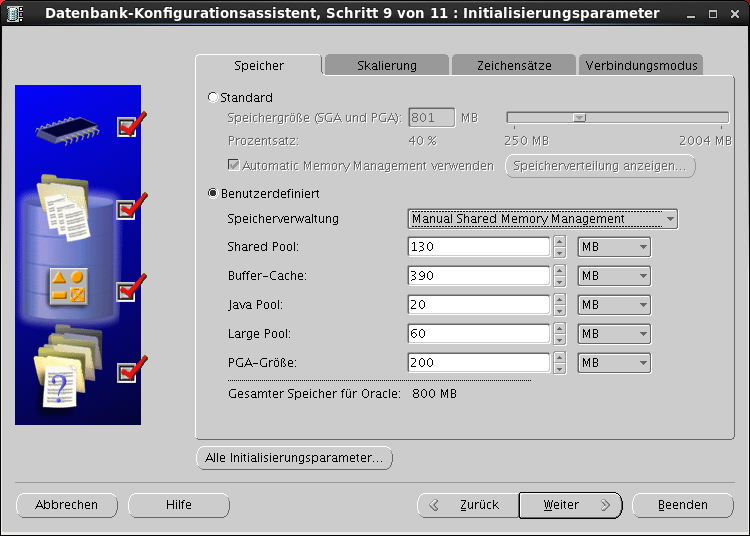 Datenbank-Konfigurationsassistent, Schritt 9 von 11 : Initialisierungsparameter
Speicher Skalierung Zeichensätze Verbindungsmodus
Standard
Speichergröße (SGA und PGA): 801 MB
Prozentsatz: 40 % 250 MB 2004 MB
Automatic Memory Management verwenden Speicherverteilung anzeigen...
Benutzerdefiniert
Speicherverwaltung Manual Shared Memory Management
Shared Pool: 130 MB
Buffer-Cache: 390 MB
Java Pool: 20 MB
Large Pool: 60 MB
PGA-Größe: 200 MB
Gesamter Speicher für Oracle: 800 MB
?
Alle Initialisierungsparameter...
Abbrechen Hilfe Zurück Weiter Beenden